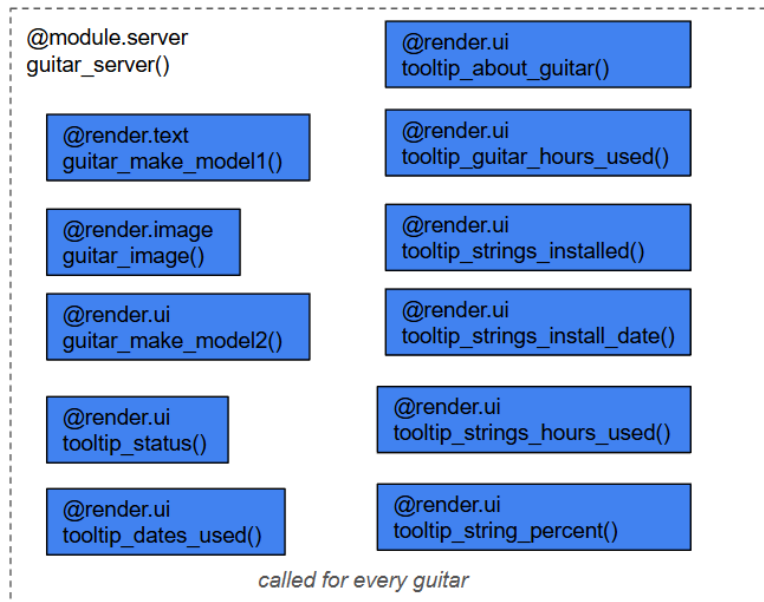 @module.server
guitar_server()
@render.text
guitar_make_model1()
@render.image
guitar_image()
@render.ui
guitar_make_model2()
@render.ui
tooltip_status()
@render.ui
tooltip_dates_used()
@render.ui
tooltip_about_guitar()
@render.ui
tooltip_guitar_hours_used()
@render.ui
tooltip_strings_installed()
@render.ui
tooltip_strings_install_date()
@render.ui
tooltip_strings_hours_used()
@render.ui
tooltip_string_percent()
called for every guitar